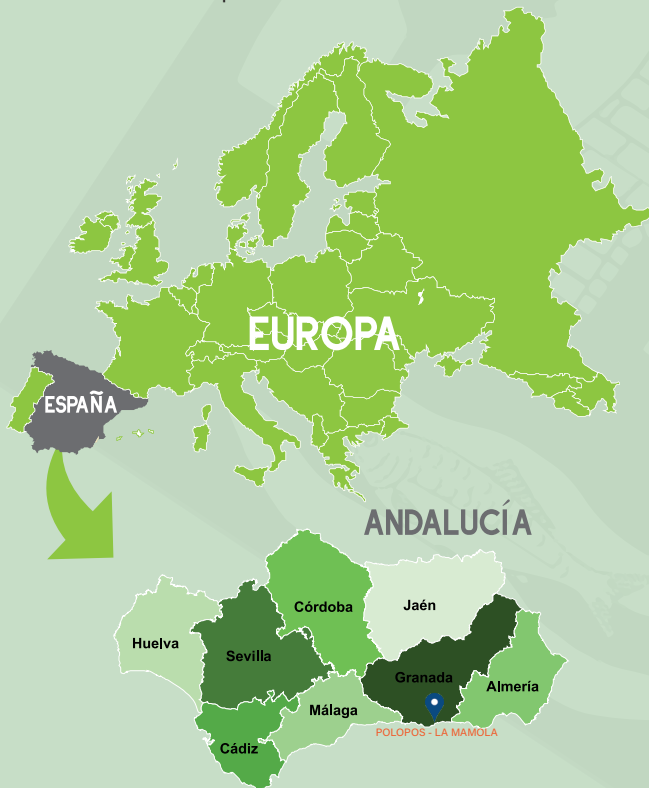 EUROPA
ESPAÑA
ANDALUCÍA
Córdoba
Jaén
Huelva
Sevilla
Granada
Almería
Málaga
Cádiz
POLOPOS - LA MAMOLA